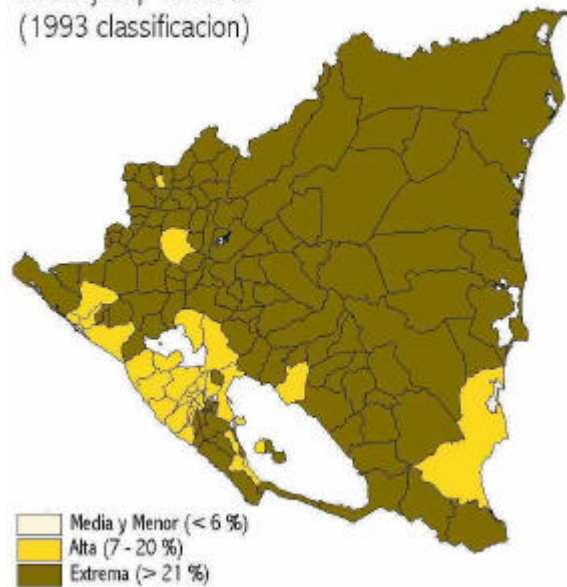 (1993 classificacion)
Media y Menor (< 6 %)
Alta (7 - 20 %)
Extrema (> 21 %)